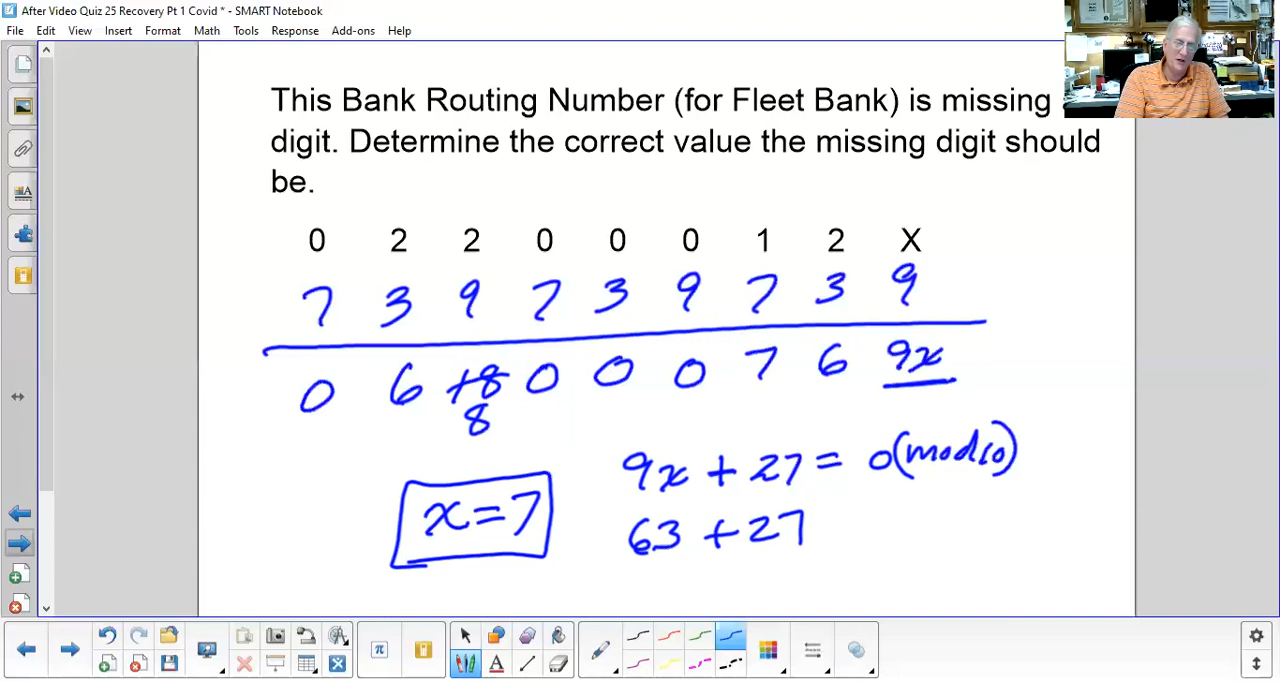 After Video Quiz 25 Recovery Pt 1 Covid * - SMART Notebook
File Edit View Insert Format Math Tools Response Add-ons Help
This Bank Routing Number (for Fleet Bank) is missing
digit. Determine the correct value the missing digit should
be.
0 2 2 0 0 0 1 2 X
7 3 9 7 3 9 7 3 9
0 6 18 0 0 0 7 6 9x
8
9x + 27 = 0(mod10)
x=7
63 + 27